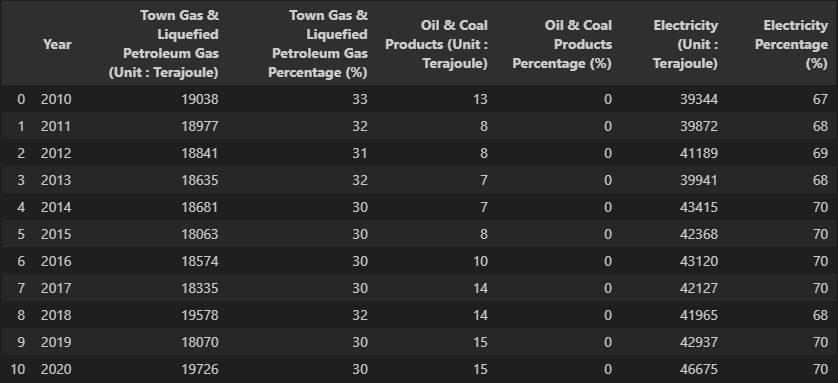 Year Town Gas & Liquefied Petroleum Gas (Unit : Terajoule) Town Gas & Liquefied Petroleum Gas Percentage (%) Oil & Coal Products (Unit : Terajoule) Oil & Coal Products Percentage (%) Electricity (Unit : Terajoule) Electricity Percentage (%)
0 2010 19038 33 13 0 39344 67
1 2011 18977 32 8 0 39872 68
2 2012 18841 31 8 0 41189 69
3 2013 18635 32 7 0 39941 68
4 2014 18681 30 7 0 43415 70
5 2015 18063 30 8 0 42368 70
6 2016 18574 30 10 0 43120 70
7 2017 18335 30 14 0 42127 70
8 2018 19578 32 14 0 41965 68
9 2019 18070 30 15 0 42937 70
10 2020 19726 30 15 0 46675 70